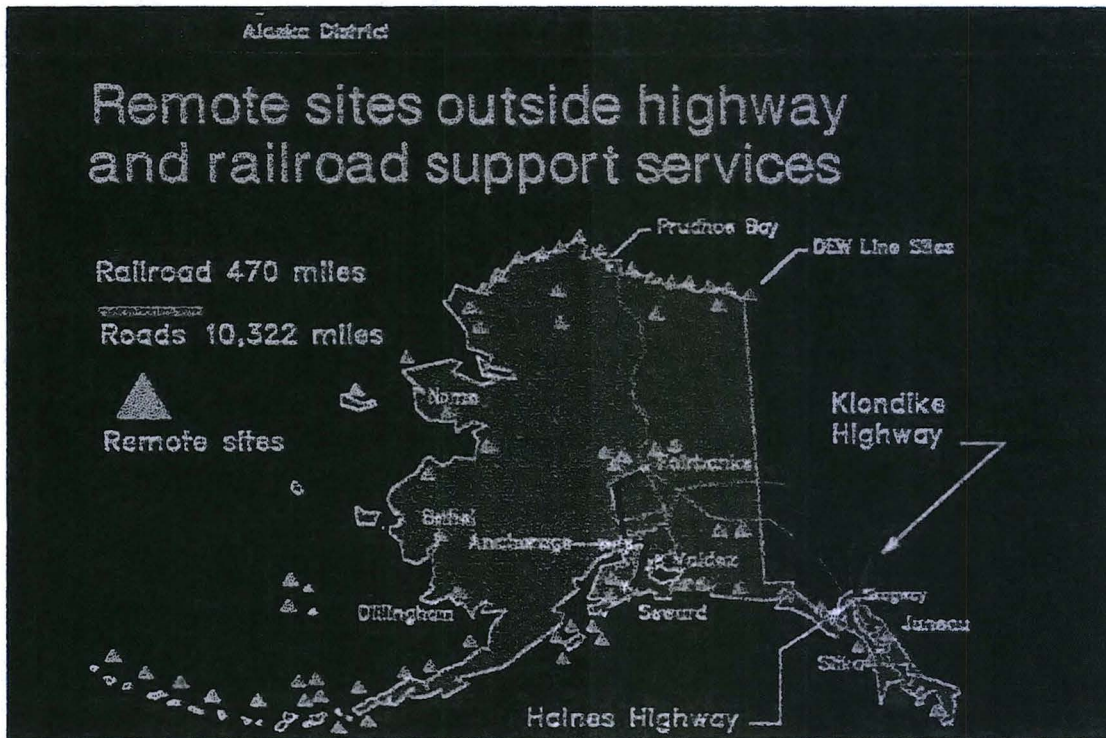 Alaska District
Remote sites outside highway
and railroad support services
Prudhoe Bay
DEW Line Sites
Railroad 470 miles
Roads 10,322 miles
Remote sites
Nome
Klondike
Highway
Fairbanks
Bethel
Anchorage
Valdez
Dillingham
Seward
Skagway
Juneau
Sitka
Haines Highway